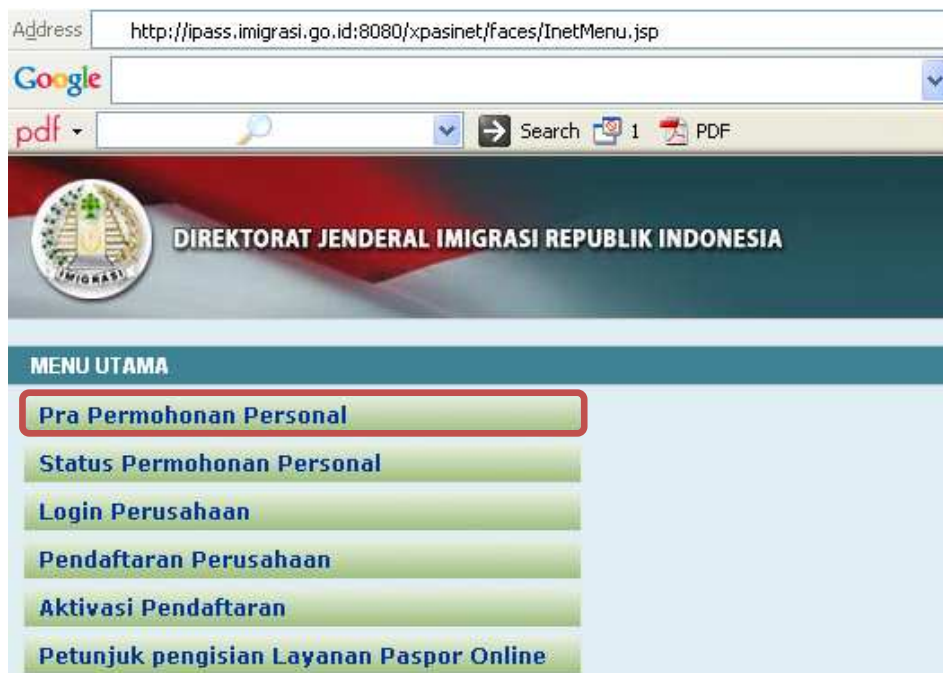 Address http://ipass.imigrasi.go.id:8080/xpasinet/faces/InetMenu.jsp
Google
pdf Search 1 PDF
IMIGRASI
DIREKTORAT JENDERAL IMIGRASI REPUBLIK INDONESIA
MENU UTAMA
Pra Permohonan Personal
Status Permohonan Personal
Login Perusahaan
Pendaftaran Perusahaan
Aktivasi Pendaftaran
Petunjuk pengisian Layanan Paspor Online